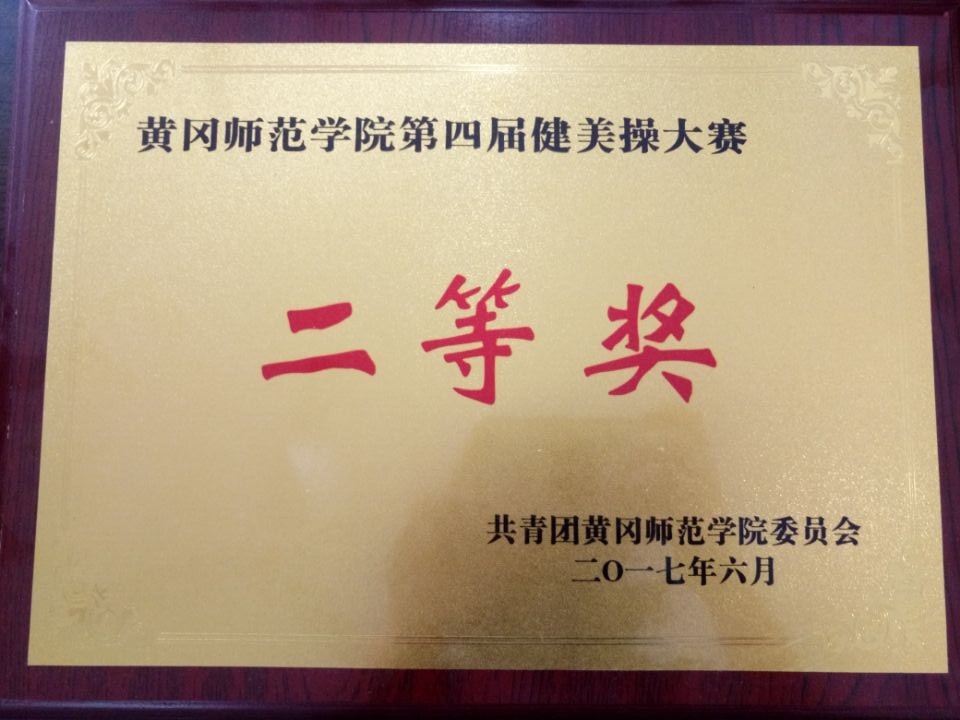 黄冈师范学院第四届健美操大赛
二等奖
共青团黄冈师范学院委员会
二O一七年六月